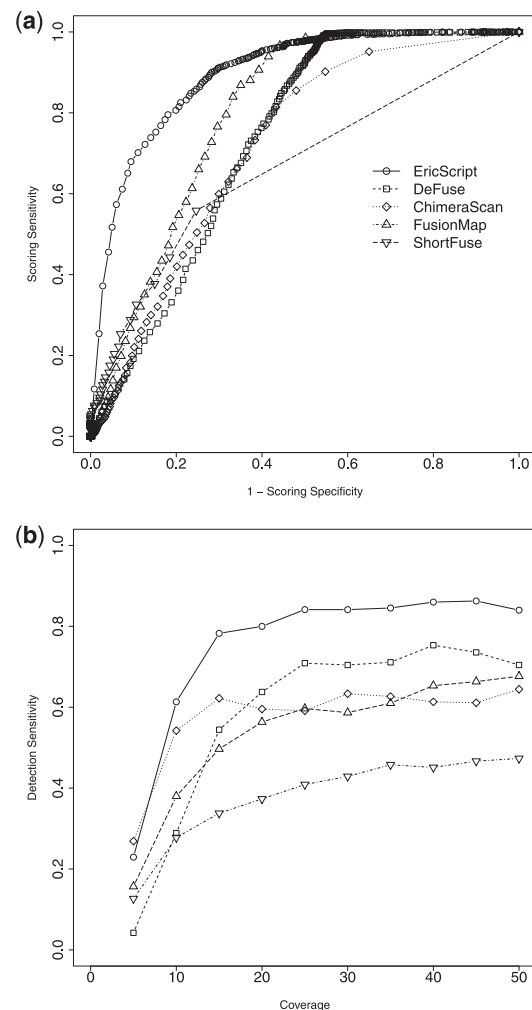 (a)
1.0
0.8
0.6
0.4
0.2
0.0
Scoring Sensitivity
EricScript
DeFuse
ChimeraScan
FusionMap
ShortFuse
0.0 0.2 0.4 0.6 0.8 1.0
1 − Scoring Specificity
(b)
1.0
0.8
0.6
0.4
0.2
0.0
Detection Sensitivity
0 10 20 30 40 50
Coverage